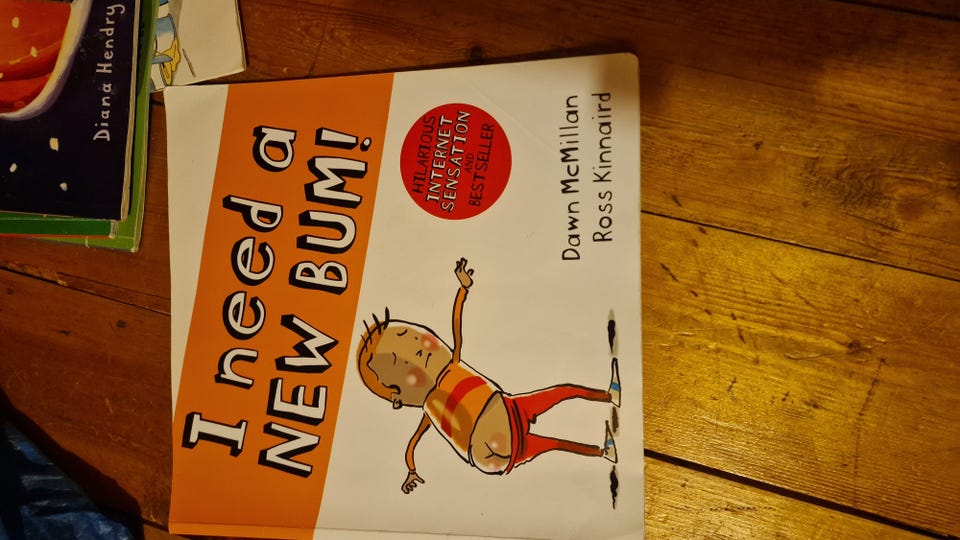 I need a
NEW BUM!
HILARIOUS
INTERNET
SENSATION
AND
BESTSELLER
Dawn McMillan
Ross Kinnaird
Diana Hendry